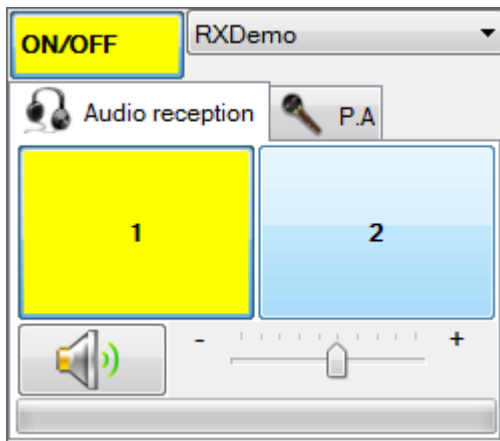 ON/OFF RXDemo
Audio reception P.A
1 2
- +